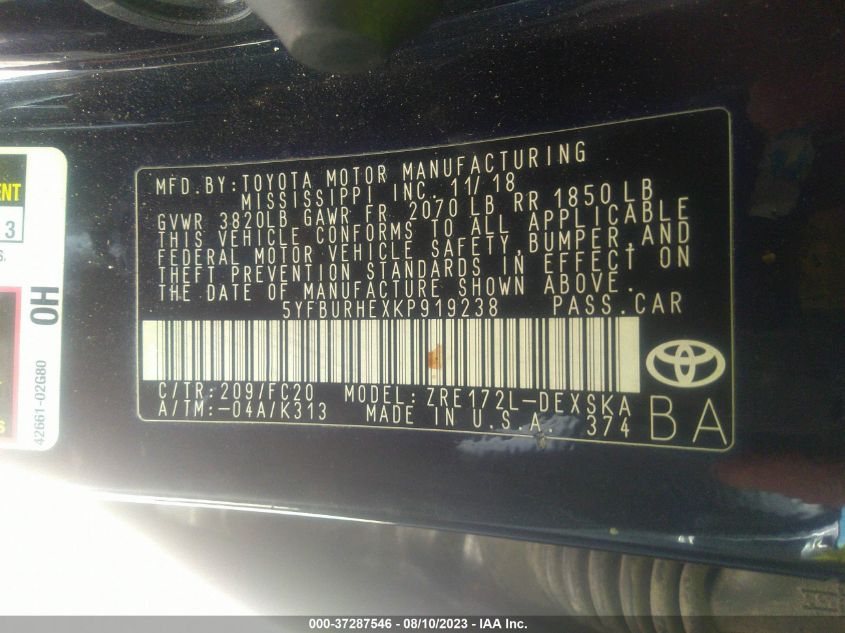 MFD. BY: TOYOTA MOTOR MANUFACTURING
MISSISSIPPI INC. 11/18
GVWR 3820LB GAWR FR 2070 LB RR 1850 LB
THIS VEHICLE CONFORMS TO ALL APPLICABLE
FEDERAL MOTOR VEHICLE SAFETY, BUMPER, AND
THEFT PREVENTION STANDARDS IN EFFECT ON
THE DATE OF MANUFACTURE SHOWN ABOVE.
5YFBURHEXKP919238 PASS. CAR
C/TR: 209/FC20 MODEL: ZRE172L-DEXSKA
A/TM: -04A/K313 MADE IN U.S.A. 374
BA
3
OH
42661-02G80
000-37287546 - 08/10/2023 - IAA Inc.